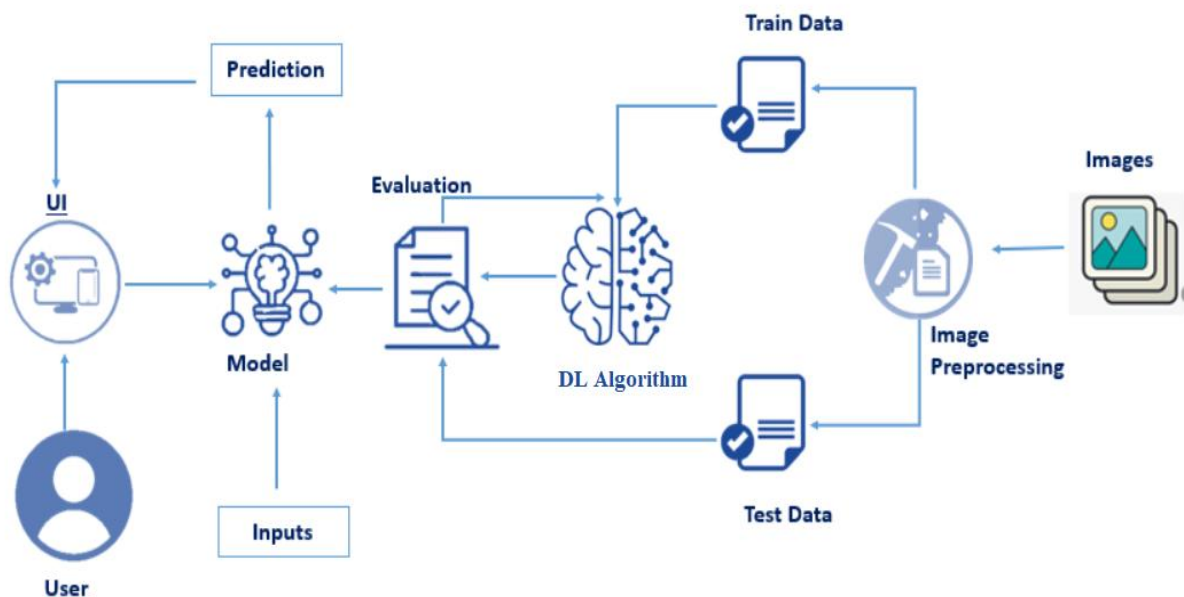 Train Data
Prediction
Images
Evaluation
UI
Image
Preprocessing
Model
DL Algorithm
Inputs
Test Data
User